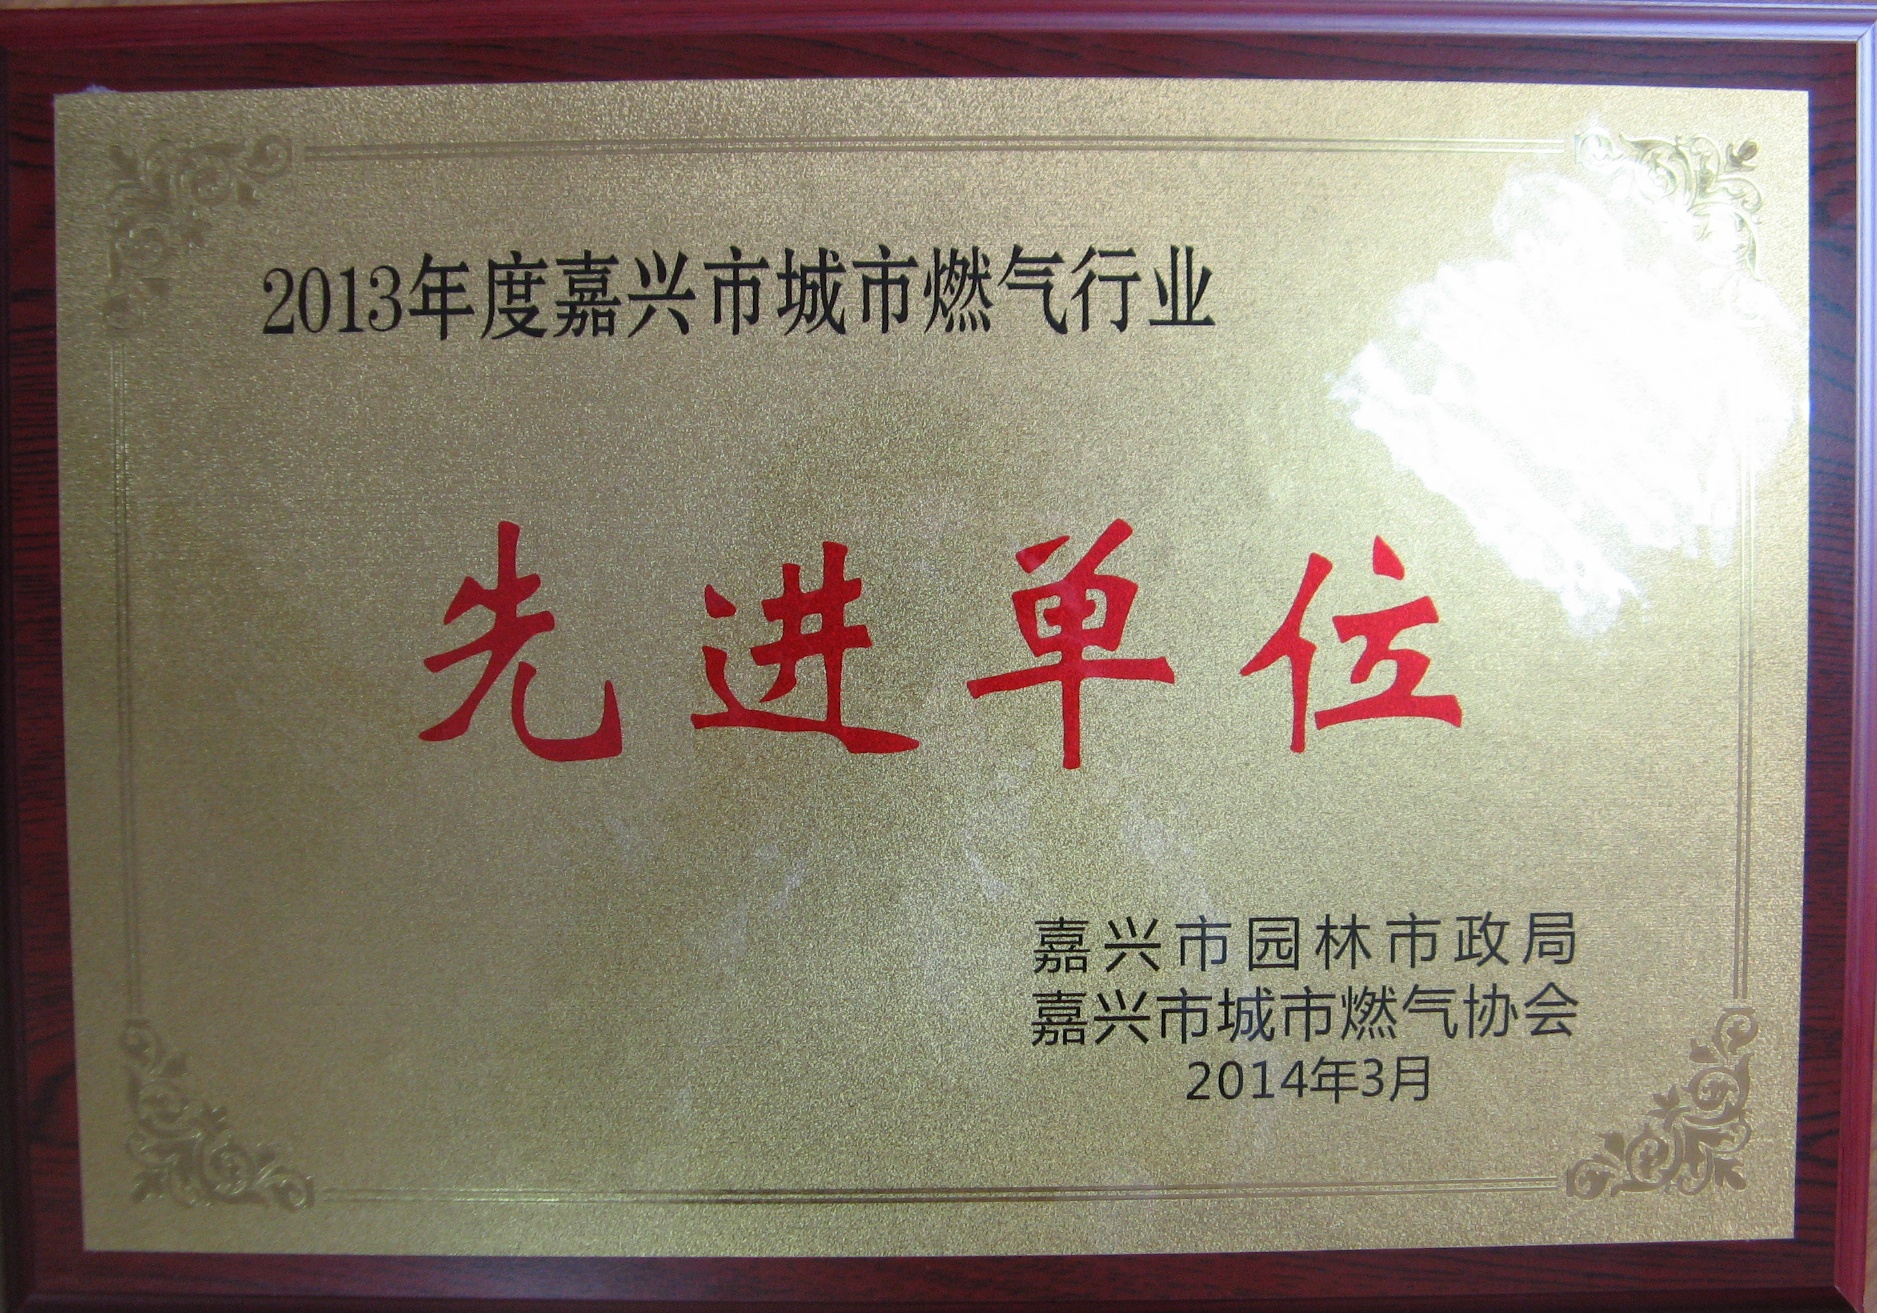 2013年度嘉兴市城市燃气行业
先进单位
嘉兴市园林市政局
嘉兴市城市燃气协会
2014年3月